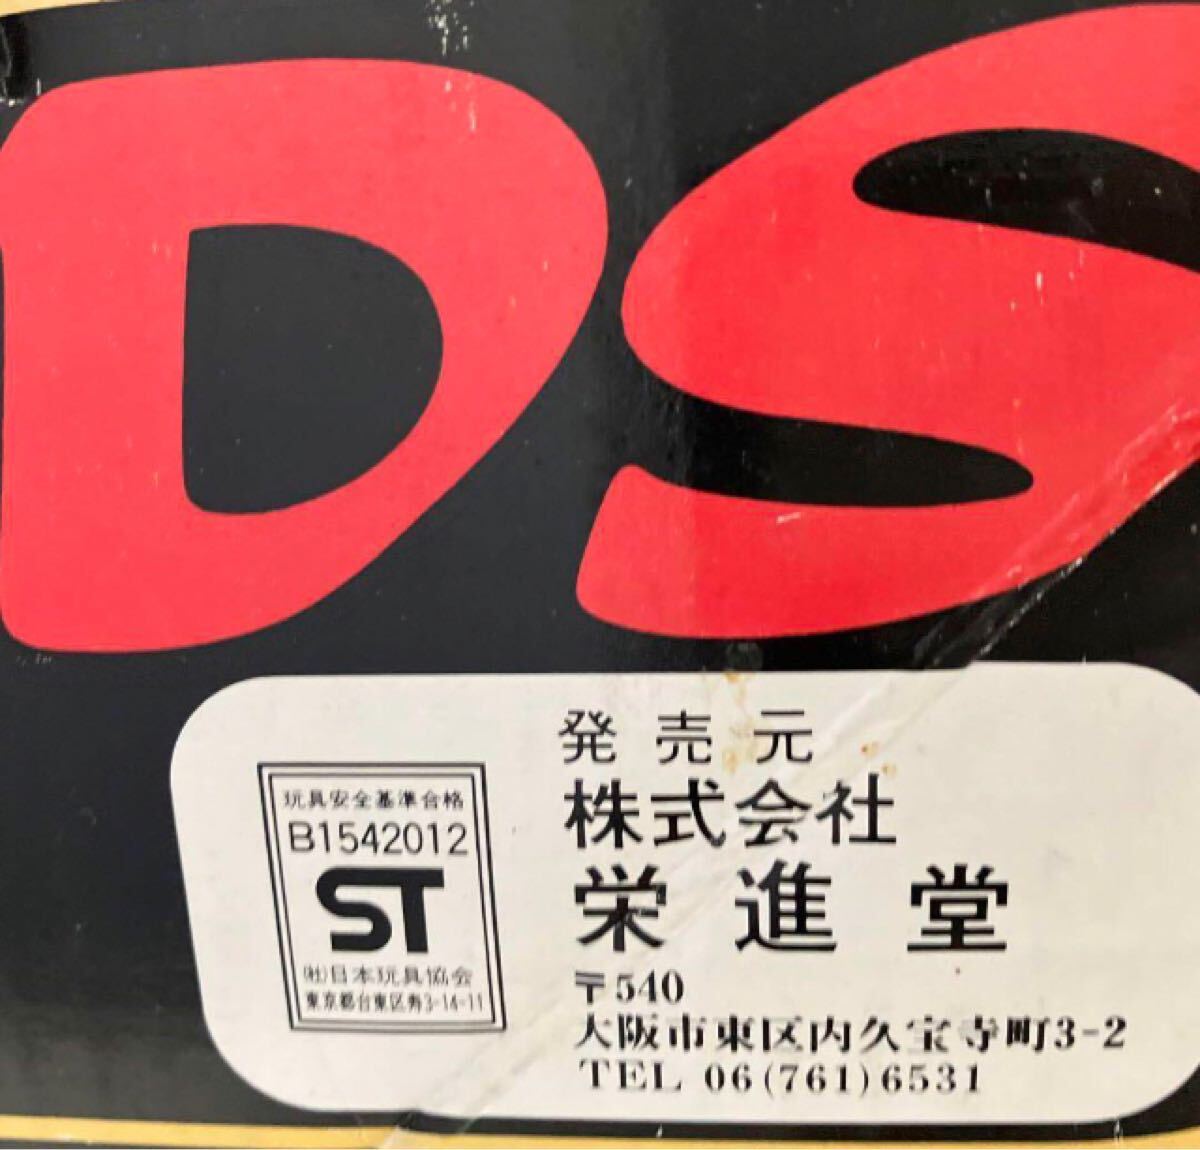 DS
玩具安全基準合格
B1542012
ST
㈳日本玩具協会
東京都台東区寿3-14-11
発売元
株式会社
栄進堂
〒540
大阪市東区内久宝寺町3-2
TEL 06(761)6531